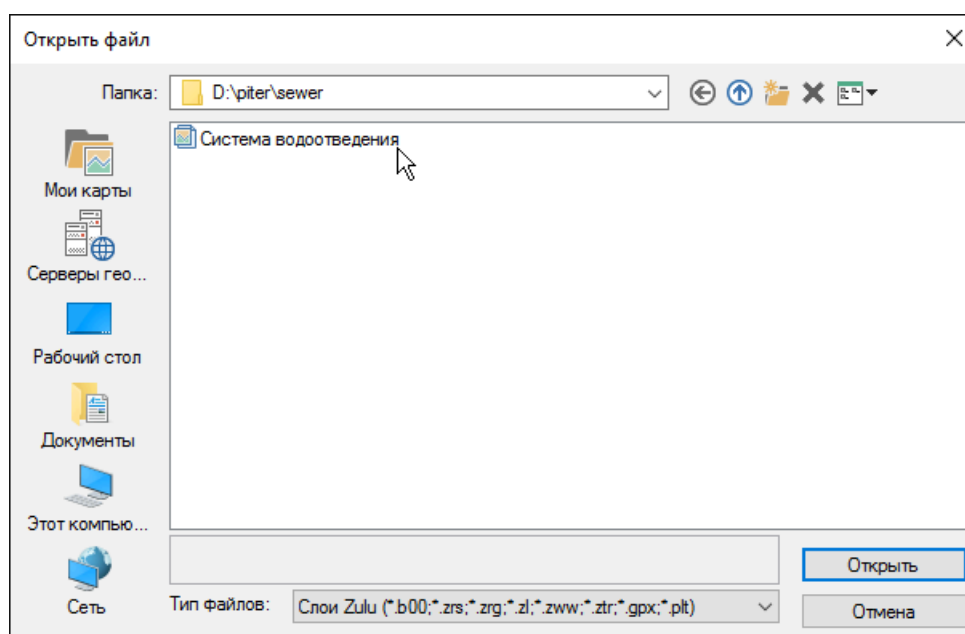 Открыть файл
Папка: D:\piter\sewer
Система водоотведения
Мои карты
Серверы гео...
Рабочий стол
Документы
Этот компью...
Сеть
Открыть
Тип файлов: Слои Zulu (*.b00;*.zrs;*.zrg;*.zl;*.zww;*.ztr;*.gpx;*.plt)
Отмена